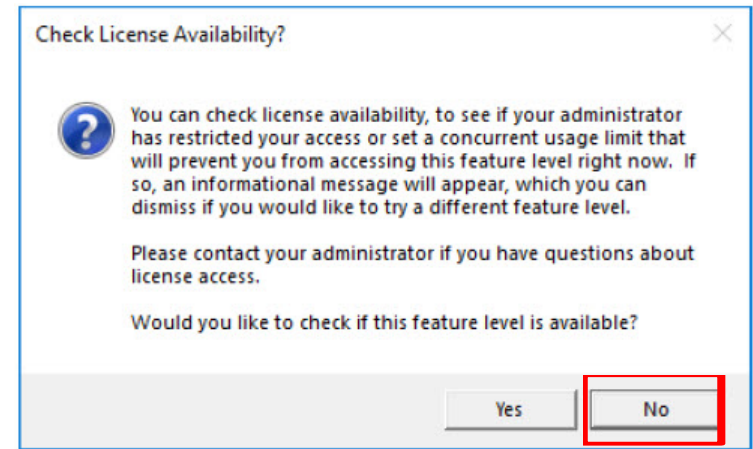 Check License Availability?
You can check license availability, to see if your administrator
has restricted your access or set a concurrent usage limit that
will prevent you from accessing this feature level right now.  If
so, an informational message will appear, which you can
dismiss if you would like to try a different feature level.
Please contact your administrator if you have questions about
license access.
Would you like to check if this feature level is available?
Yes
No